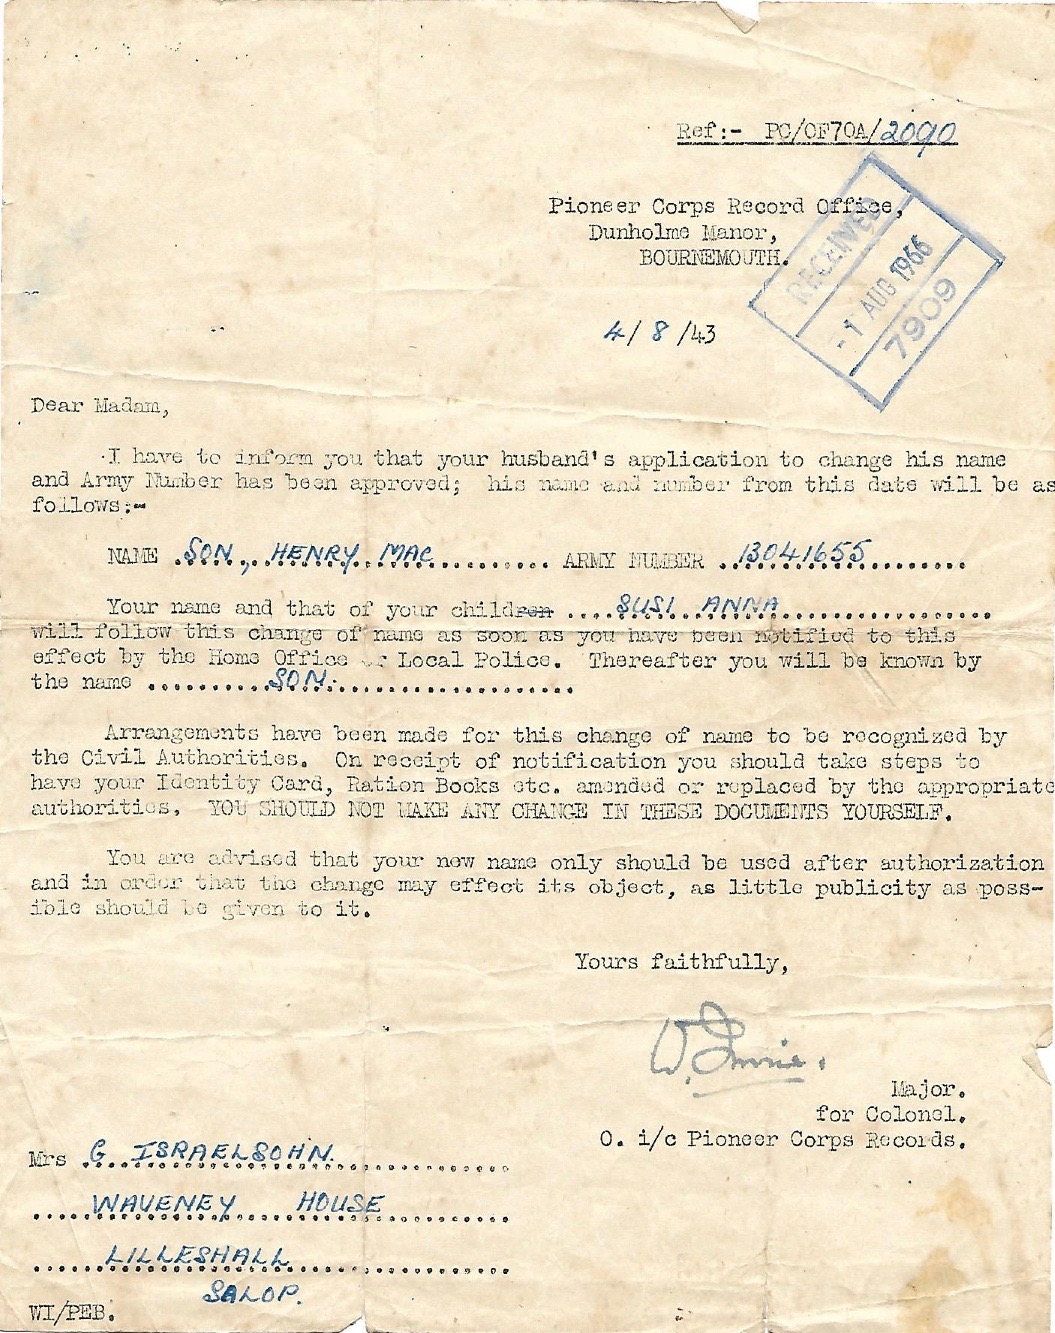 Ref:- PC/OF70A/2090
Pioneer Corps Record Office,
Dunholme Manor,
BOURNEMOUTH.
RECEIVED
-1 AUG 1966
7909
4/8/43
Dear Madam,
I have to inform you that your husband's application to change his name
and Army Number has been approved; his name and number from this date will be as
follows:-
NAME SON, HENRY MAC ARMY NUMBER 13041655
Your name and that of your children SUSI ANNA
will follow this change of name as soon as you have been notified to this
effect by the Home Office or Local Police. Thereafter you will be known by
the name SON.
Arrangements have been made for this change of name to be recognized by
the Civil Authorities. On receipt of notification you should take steps to
have your Identity Card, Ration Books etc. amended or replaced by the appropriate
authorities. YOU SHOULD NOT MAKE ANY CHANGE IN THESE DOCUMENTS YOURSELF.
You are advised that your new name only should be used after authorization
and in order that the change may effect its object, as little publicity as poss-
ible should be given to it.
Yours faithfully,
W.
Major.
for Colonel.
O. i/c Pioneer Corps Records.
Mrs G ISRAELSOHN.
WAVENEY HOUSE
LILLESHALL
SALOP.
WI/PEB.